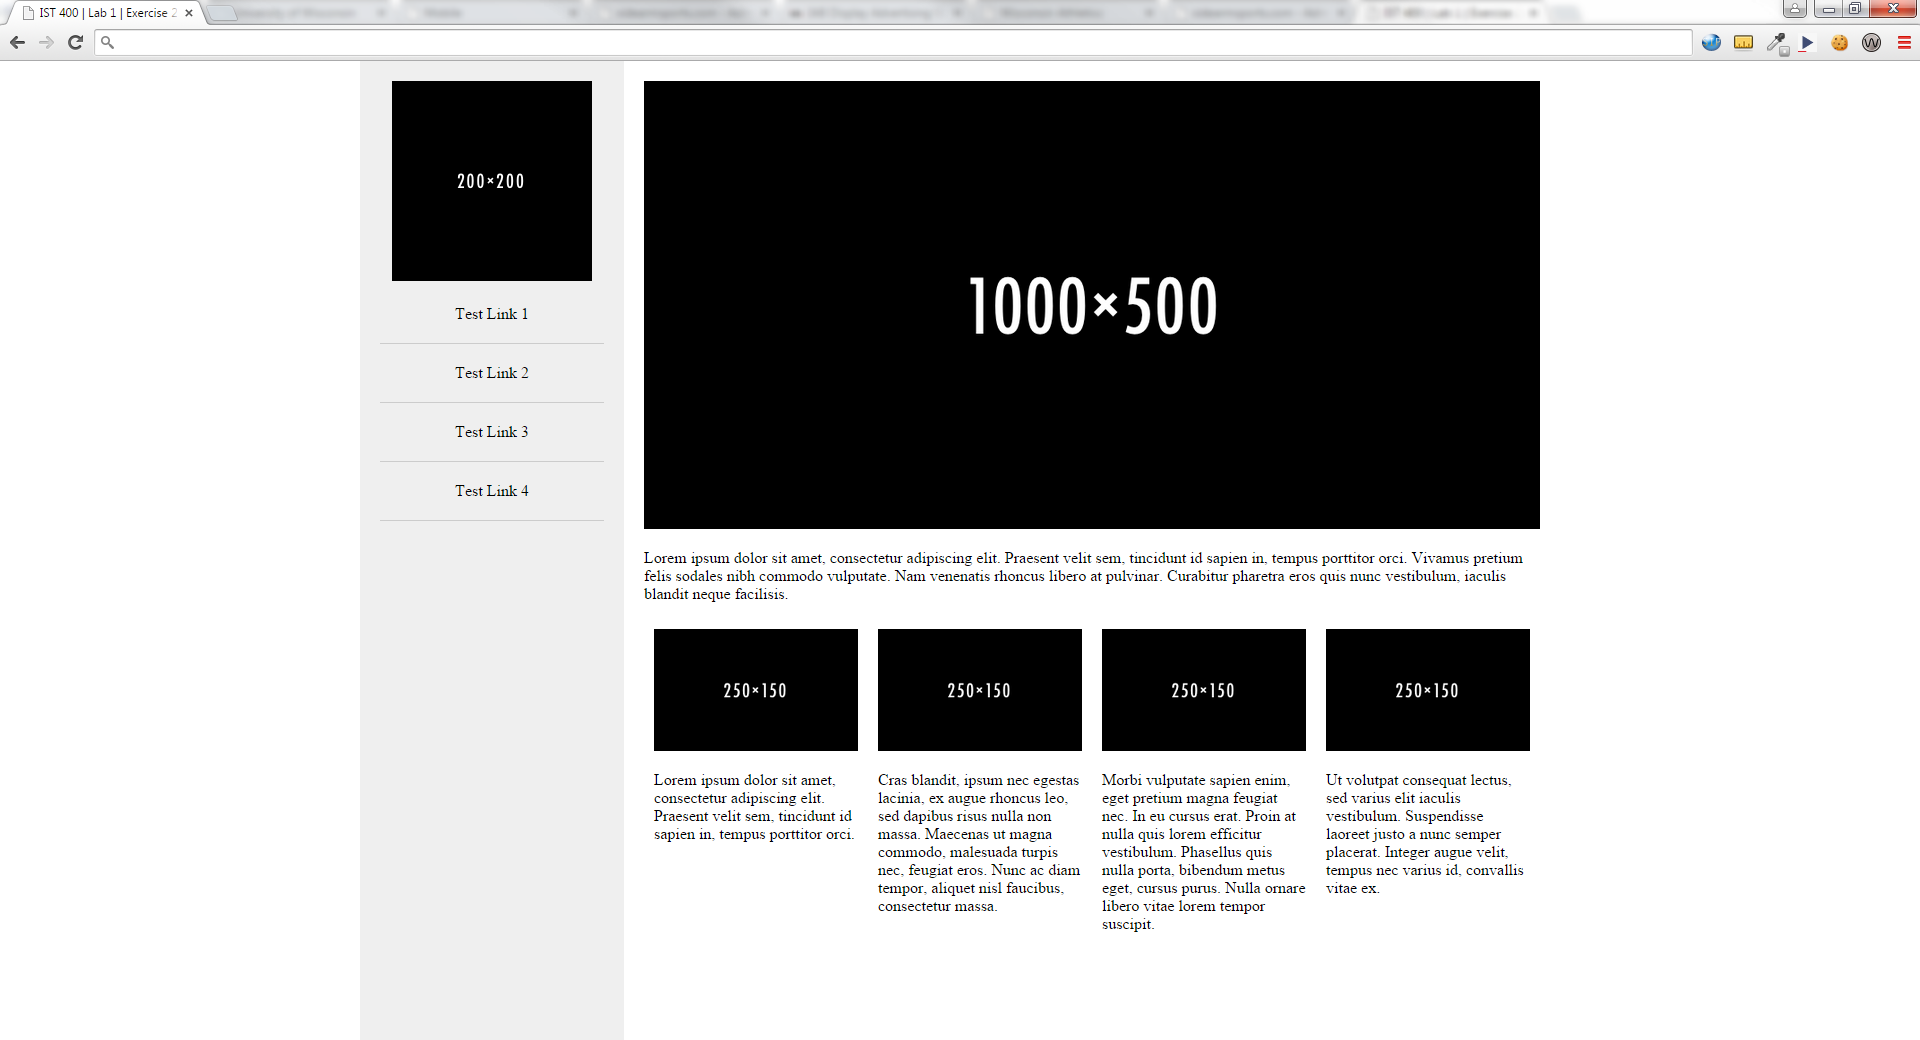 IST 400 | Lab 1 | Exercise 2
200×200
Test Link 1
Test Link 2
Test Link 3
Test Link 4
1000×500
Lorem ipsum dolor sit amet, consectetur adipiscing elit. Praesent velit sem, tincidunt id sapien in, tempus porttitor orci. Vivamus pretium
felis sodales nibh commodo vulputate. Nam venenatis rhoncus libero at pulvinar. Curabitur pharetra eros quis nunc vestibulum, iaculis
blandit neque facilisis.
250×150
Lorem ipsum dolor sit amet,
consectetur adipiscing elit.
Praesent velit sem, tincidunt id
sapien in, tempus porttitor orci.
250×150
Cras blandit, ipsum nec egestas
lacinia, ex augue rhoncus leo,
sed dapibus risus nulla non
massa. Maecenas ut magna
commodo, malesuada turpis
nec, feugiat eros. Nunc ac diam
tempor, aliquet nisl faucibus,
consectetur massa.
250×150
Morbi vulputate sapien enim,
eget pretium magna feugiat
nec. In eu cursus erat. Proin at
nulla quis lorem efficitur
vestibulum. Phasellus quis
nulla porta, bibendum metus
eget, cursus purus. Nulla ornare
libero vitae lorem tempor
suscipit.
250×150
Ut volutpat consequat lectus,
sed varius elit iaculis
vestibulum. Suspendisse
laoreet justo a nunc semper
placerat. Integer augue velit,
tempus nec varius id, convallis
vitae ex.